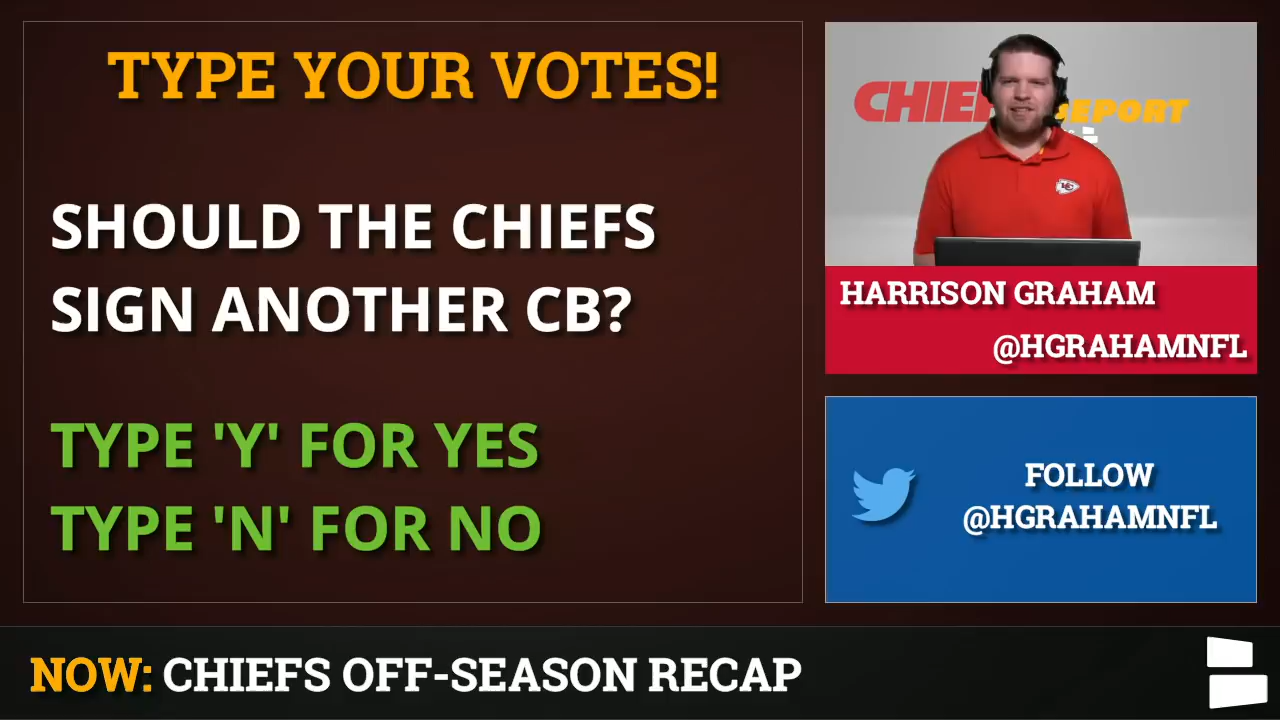 TYPE YOUR VOTES!
SHOULD THE CHIEFS
SIGN ANOTHER CB?
TYPE 'Y' FOR YES
TYPE 'N' FOR NO
HARRISON GRAHAM
@HGRAHAMNFL
FOLLOW
@HGRAHAMNFL
NOW: CHIEFS OFF-SEASON RECAP